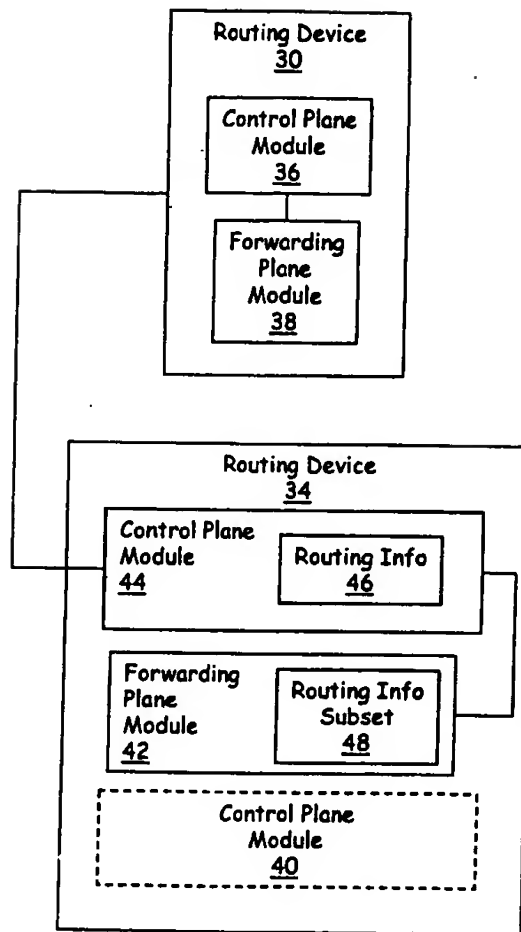 Routing Device
30
Control Plane
Module
36
Forwarding
Plane
Module
38
Routing Device
34
Control Plane
Module
44
Routing Info
46
Forwarding
Plane
Module
42
Routing Info
Subset
48
Control Plane
Module
40